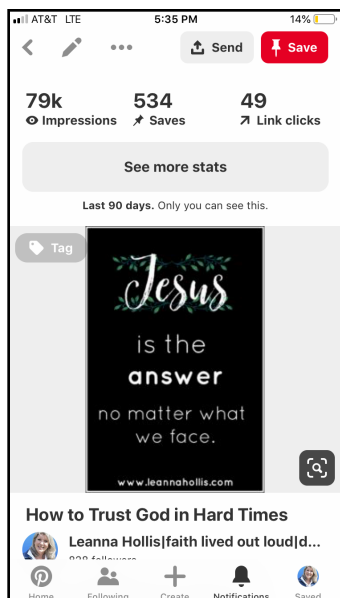 AT&T LTE 5:35 PM 14%
Send Save
79k 534 49
Impressions Saves Link clicks
See more stats
Last 90 days. Only you can see this.
Tag
Jesus
is the
answer
no matter what
we face.
www.leannahollis.com
How to Trust God in Hard Times
Leanna Hollis|faith lived out loud|d...
828 followers
Home Following Create Notifications Saved